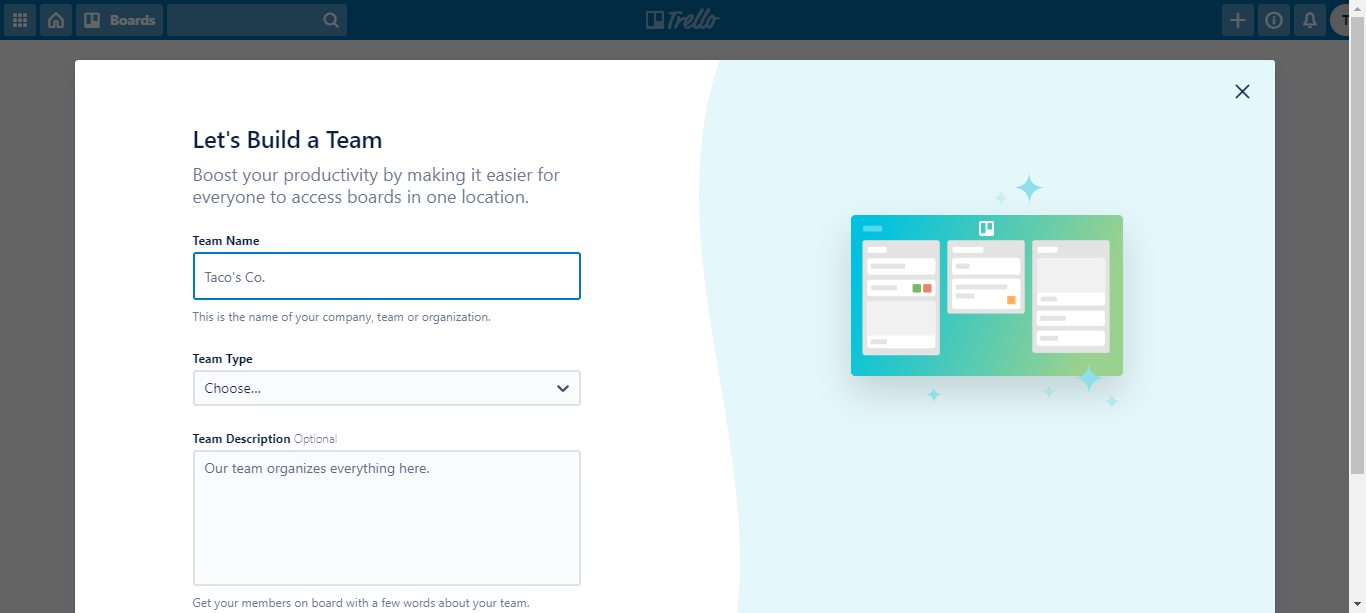 Boards
Trello
T
Let's Build a Team
Boost your productivity by making it easier for
everyone to access boards in one location.
Team Name
Taco's Co.
This is the name of your company, team or organization.
Team Type
Choose...
Team Description Optional
Our team organizes everything here.
Get your members on board with a few words about your team.